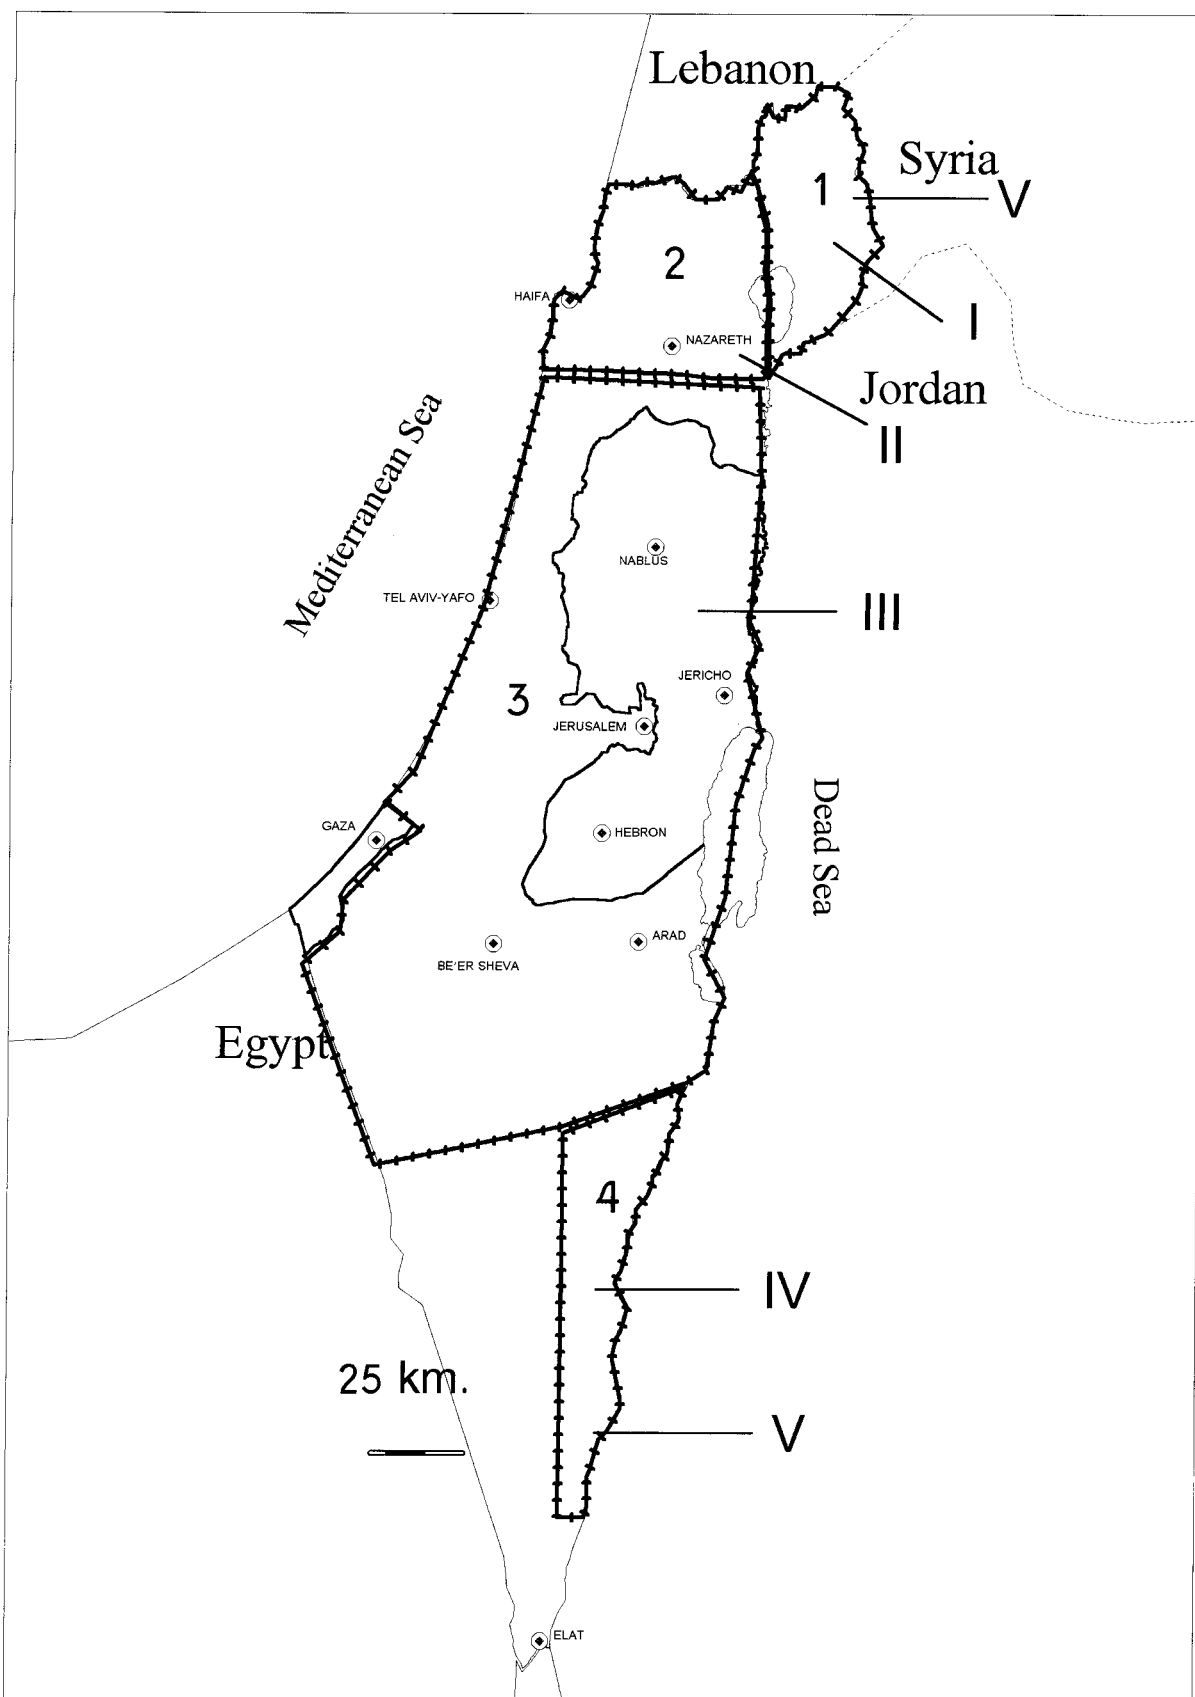 Lebanon
Syria
1
V
2
HAIFA
I
NAZARETH
Jordan
II
Mediterranean Sea
NABLUS
TEL AVIV-YAFO
III
JERICHO
3
JERUSALEM
Dead Sea
GAZA
HEBRON
ARAD
BE'ER SHEVA
Egypt
4
IV
25 km.
V
ELAT